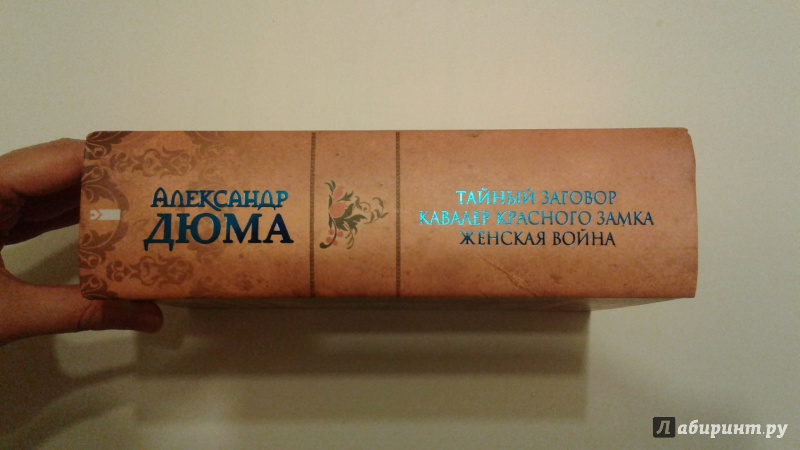 Александр
ДЮМА
ТАЙНЫЙ ЗАГОВОР
КАВАЛЕР КРАСНОГО ЗАМКА
ЖЕНСКАЯ ВОЙНА
Лабиринт.ру